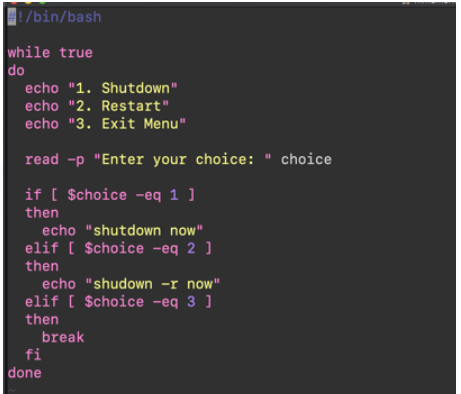 #!/bin/bash
while true
do
echo "1. Shutdown"
echo "2. Restart"
echo "3. Exit Menu"
read -p "Enter your choice: " choice
if [ $choice -eq 1 ]
then
echo "shutdown now"
elif [ $choice -eq 2 ]
then
echo "shudown -r now"
elif [ $choice -eq 3 ]
then
break
fi
done
~